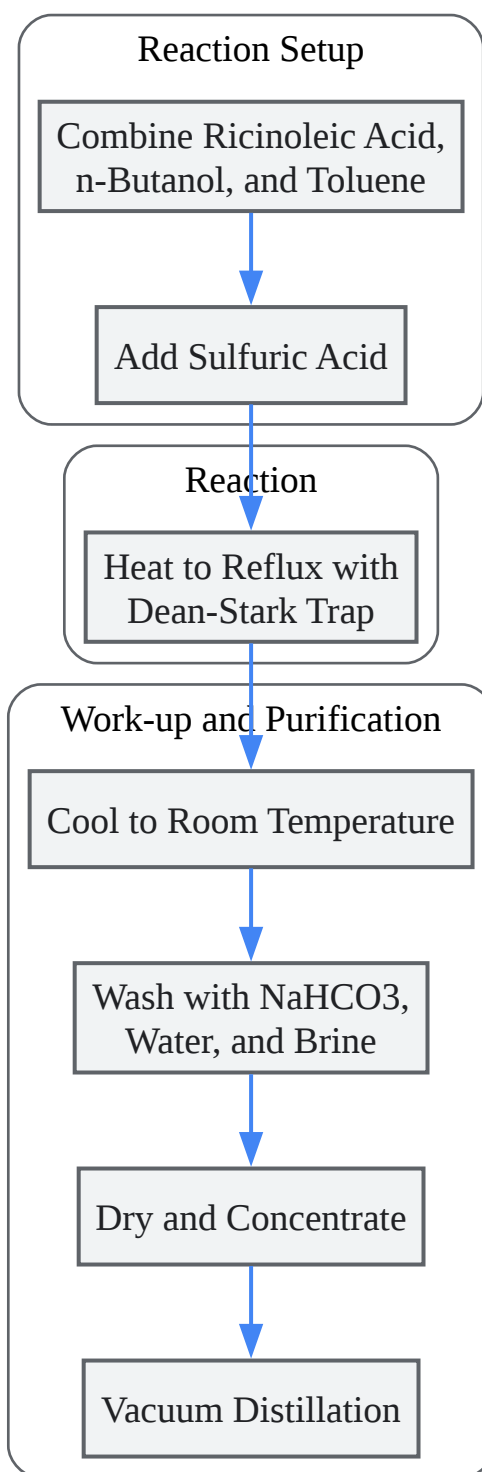 Reaction Setup
Combine Ricinoleic Acid,
n-Butanol, and Toluene
Add Sulfuric Acid
Reaction
Heat to Reflux with
Dean-Stark Trap
Work-up and Purification
Cool to Room Temperature
Wash with NaHCO3,
Water, and Brine
Dry and Concentrate
Vacuum Distillation